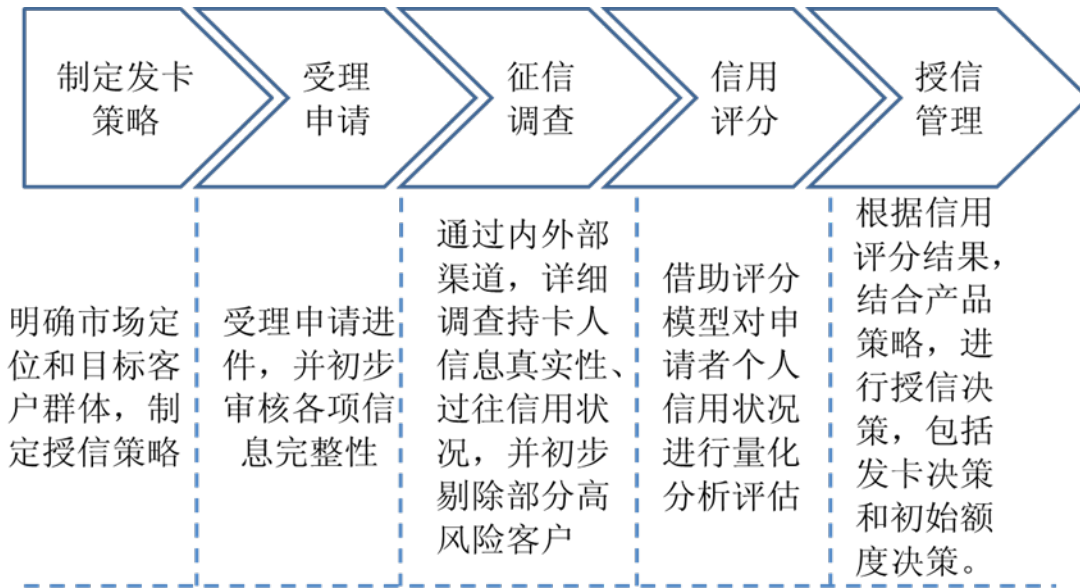 制定发卡
策略
受理
申请
征信
调查
信用
评分
授信
管理
明确市场定
位和目标客
户群体，制
定授信策略
受理申请进
件，并初步
审核各项信
息完整性
通过内外部
渠道，详细
调查持卡人
信息真实性、
过往信用状
况，并初步
剔除部分高
风险客户
借助评分
模型对申
请者个人
信用状况
进行量化
分析评估
根据信用
评分结果，
结合产品
策略，进
行授信决
策，包括
发卡决策
和初始额
度决策。